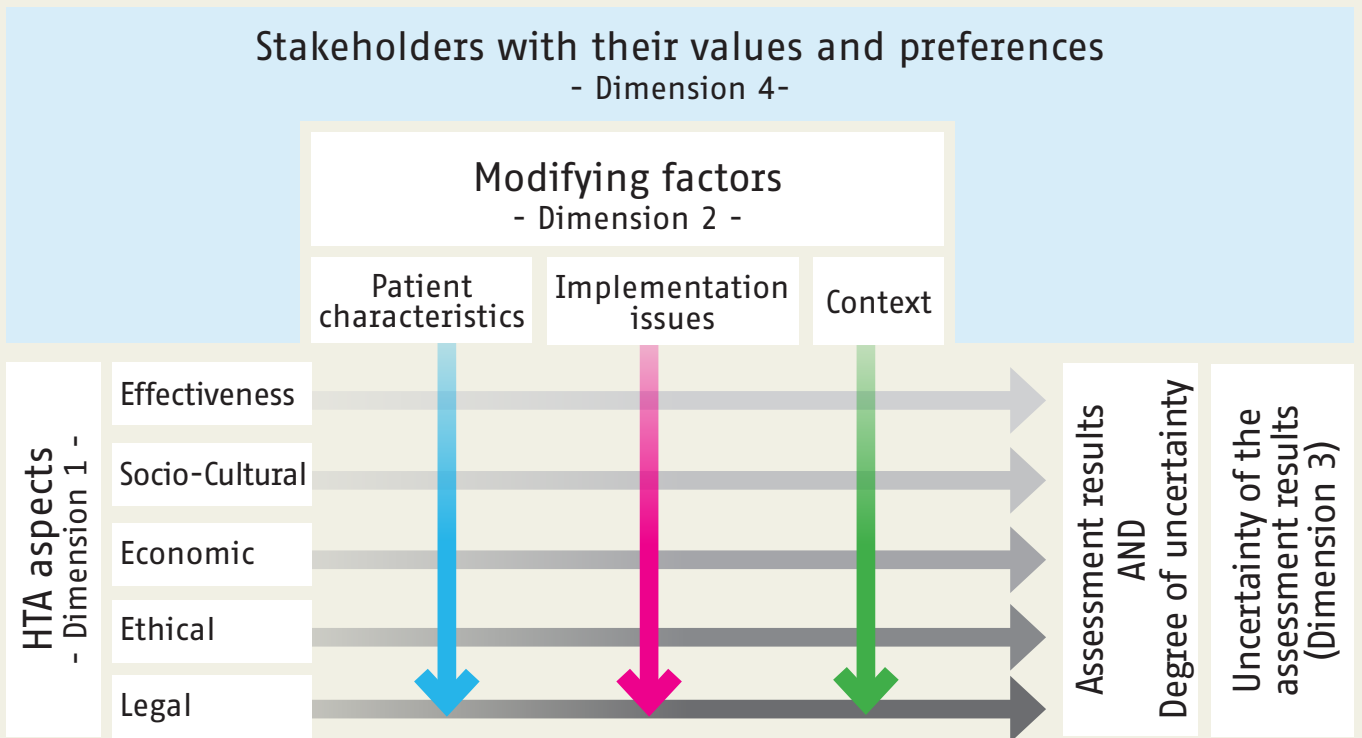 Stakeholders with their values and preferences
- Dimension 4-
Modifying factors
- Dimension 2 -
Patient
characteristics
Implementation
issues
Context
HTA aspects
- Dimension 1 -
Effectiveness
Socio-Cultural
Economic
Ethical
Legal
Assessment results
AND
Degree of uncertainty
Uncertainty of the
assessment results
(Dimension 3)